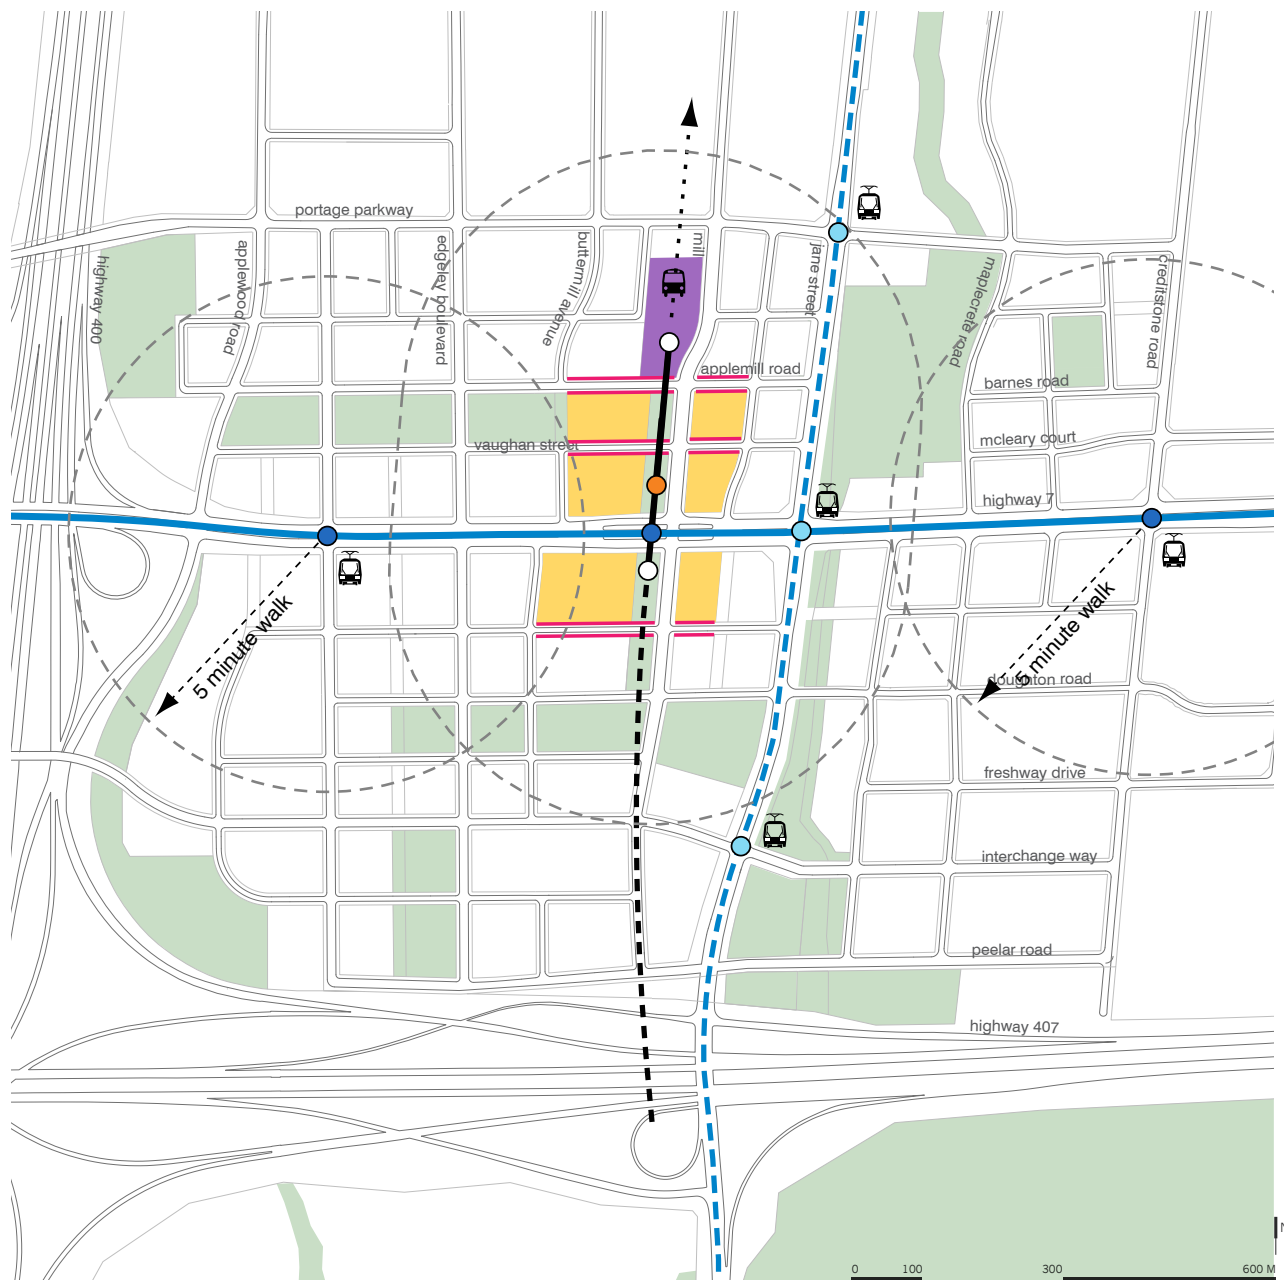 portage parkway
highway 400
applewood road
edgeley boulevard
buttermill avenue
mill
jane street
maplecrete road
creditstone road
applemill road
barnes road
vaughan street
mcleary court
highway 7
5 minute walk
5 minute walk
doughton road
freshway drive
interchange way
peelar road
highway 407
N
0 100 300 600 M